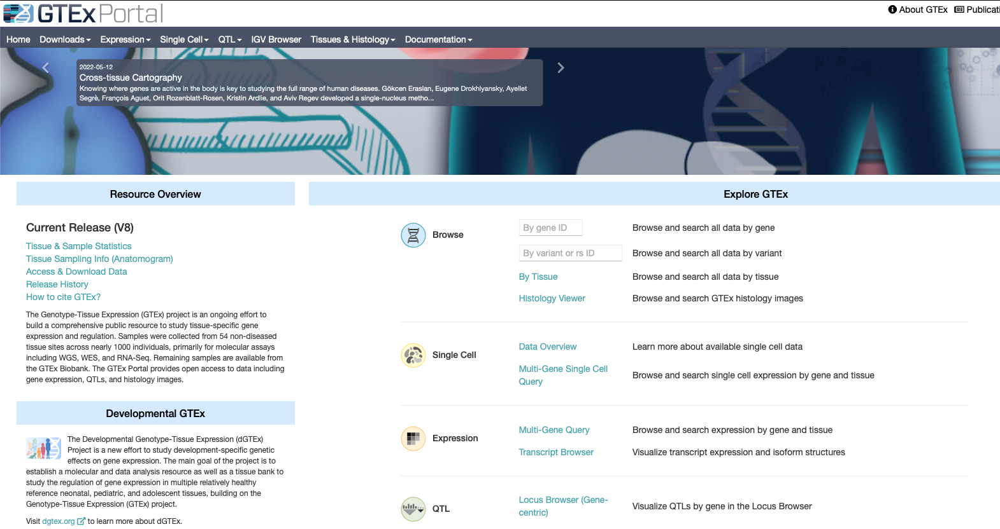 GTEx Portal
About GTEx
Home Downloads Expression Single Cell QTL IGV Browser Tissues & Histology Documentation
2022-05-12
Cross-tissue Cartography
Knowing where genes are active in the body is key to studying the full range of human diseases. Gökcen Eraslan, Eugene Drokhlyansky, Ayellet
Segrè, François Aguet, Orit Rozenblatt-Rosen, Kristin Ardlie, and Aviv Regev developed a single-nucleus metho...
Resource Overview
Current Release (V8)
Tissue & Sample Statistics
Tissue Sampling Info (Anatomogram)
Access & Download Data
Release History
How to cite GTEx?
The Genotype-Tissue Expression (GTEx) project is an ongoing effort to
build a comprehensive public resource to study tissue-specific gene
expression and regulation. Samples were collected from 54 non-diseased
tissue sites across nearly 1000 individuals, primarily for molecular assays
including WGS, WES, and RNA-Seq. Remaining samples are available from
the GTEx Biobank. The GTEx Portal provides open access to data including
gene expression, QTLs, and histology images.
Developmental GTEx
The Developmental Genotype-Tissue Expression (dGTEx)
Project is a new effort to study development-specific genetic
effects on gene expression. The main goal of the project is to
establish a molecular and data analysis resource as well as a tissue bank to
study the regulation of gene expression in multiple relatively healthy
reference neonatal, pediatric, and adolescent tissues, building on the
Genotype-Tissue Expression (GTEx) project.
Visit dgtex.org to learn more about dGTEx.
Explore GTEx
Browse
By gene ID Browse and search all data by gene
By variant or rs ID Browse and search all data by variant
By Tissue Browse and search all data by tissue
Histology Viewer Browse and search GTEx histology images
Single Cell
Data Overview Learn more about available single cell data
Multi-Gene Single Cell
Query
Browse and search single cell expression by gene and tissue
Expression
Multi-Gene Query Browse and search expression by gene and tissue
Transcript Browser Visualize transcript expression and isoform structures
QTL
Locus Browser (Gene-
centric)
Visualize QTLs by gene in the Locus Browser